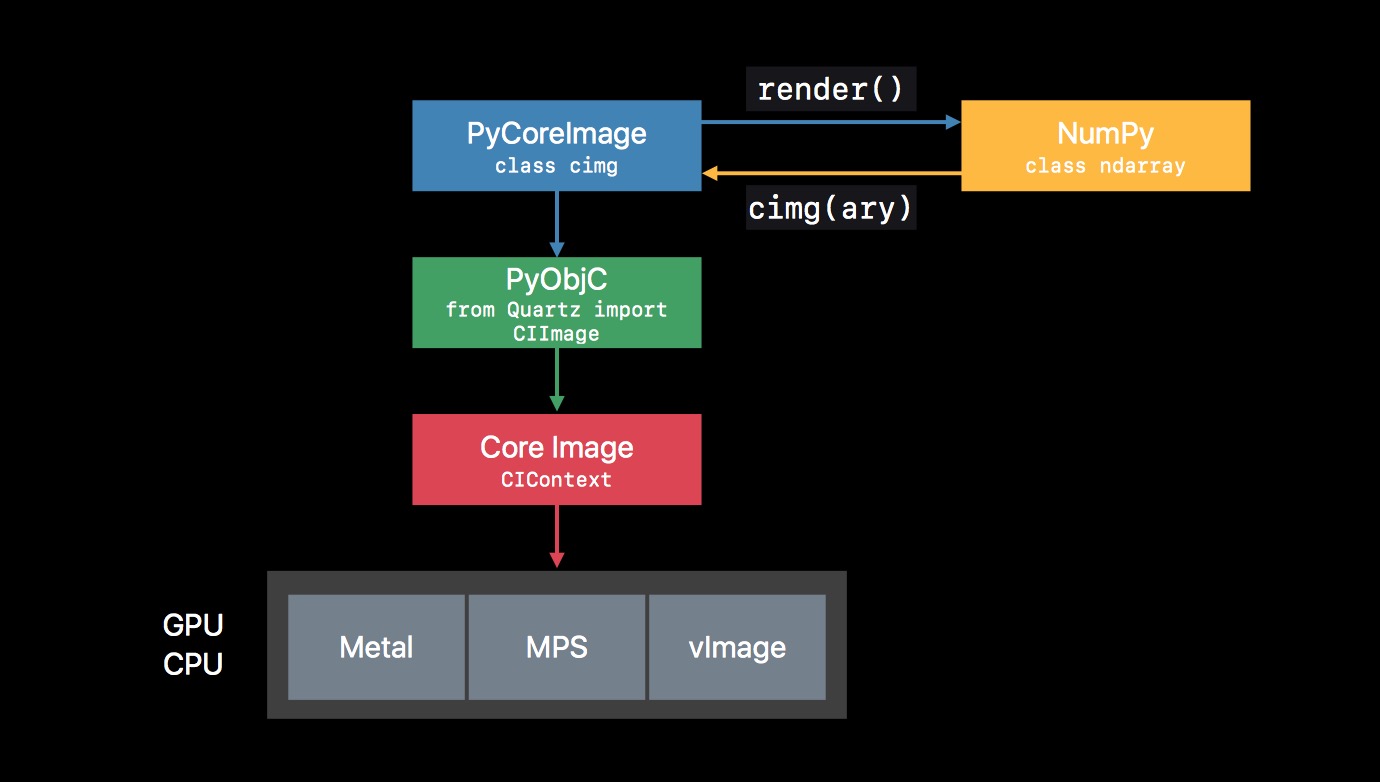 render()
PyCoreImage
class cimg
NumPy
class ndarray
cimg(ary)
PyObjC
from Quartz import
CIImage
Core Image
CIContext
GPU
CPU
Metal
MPS
vImage